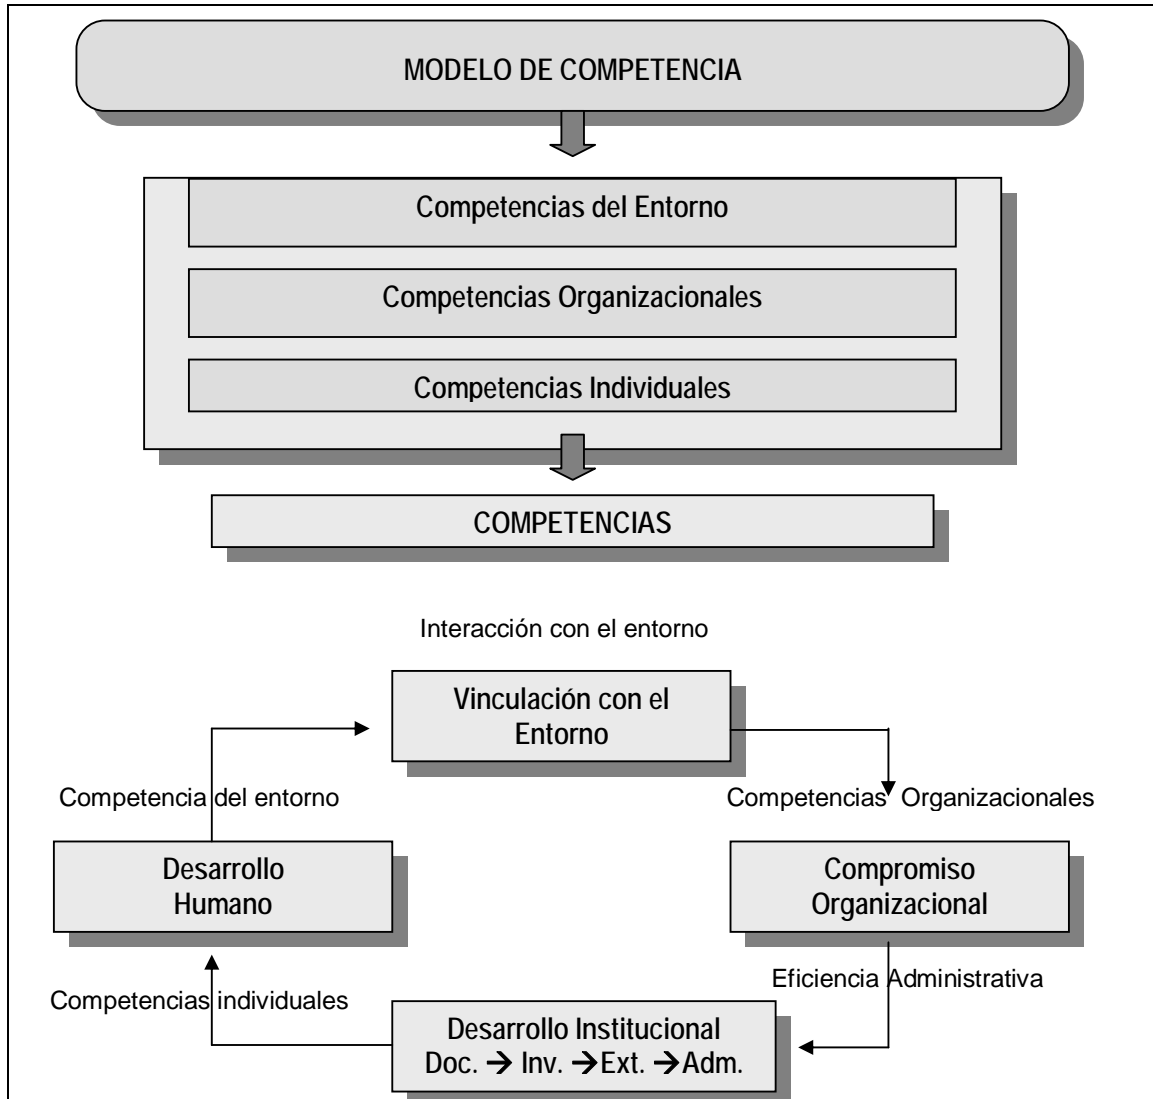 MODELO DE COMPETENCIA
Competencias del Entorno
Competencias Organizacionales
Competencias Individuales
COMPETENCIAS
Interacción con el entorno
Vinculación con el
Entorno
Competencia del entorno
Competencias Organizacionales
Desarrollo
Humano
Compromiso
Organizacional
Eficiencia Administrativa
Competencias individuales
Desarrollo Institucional
Doc. → Inv. → Ext. → Adm.